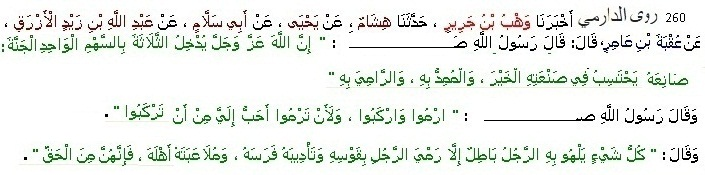 260 روى الدارمي أَخْبَرَنَا وَهْبُ بْنُ جَرِيرٍ ، حَدَّثَنَا هِشَامٌ ، عَنْ يَحْيَى ، عَنْ أَبِي سَلَّامٍ ، عَنْ عَبْدِ اللَّهِ بْنِ زَيْدٍ الْأَزْرَقِ ،
عَنْ عُقْبَةَ بْنِ عَامِرٍ، قَالَ: قَالَ رَسُولُ اللَّهِ صـــــــــ : " إِنَّ اللَّهَ عَزَّ وَجَلَّ يُدْخِلُ الثَّلَاثَةَ بِالسَّهْمِ الْوَاحِدِ الْجَنَّةَ:
صَانِعَهُ يَحْتَسِبُ فِي صَنْعَتِهِ الْخَيْرَ ، وَالْمُمِدَّ بِهِ ، وَالرَّامِيَ بِهِ "
وَقَالَ رَسُولُ اللَّهِ صـــــــــ : " ارْمُوا وَارْكَبُوا ، وَلَأَنْ تَرْمُوا أَحَبُّ إِلَيَّ مِنْ أَنْ تَرْكَبُوا " .
وَقَالَ: " كُلُّ شَيْءٍ يَلْهُو بِهِ الرَّجُلُ بَاطِلٌ إِلَّا رَمْيَ الرَّجُلِ بِقَوْسِهِ وَتَأْدِيبَهُ فَرَسَهُ ، وَمُلَاعَبَتَهُ أَهْلَهُ ، فَإِنَّهُنَّ مِنَ الْحَقِّ " .